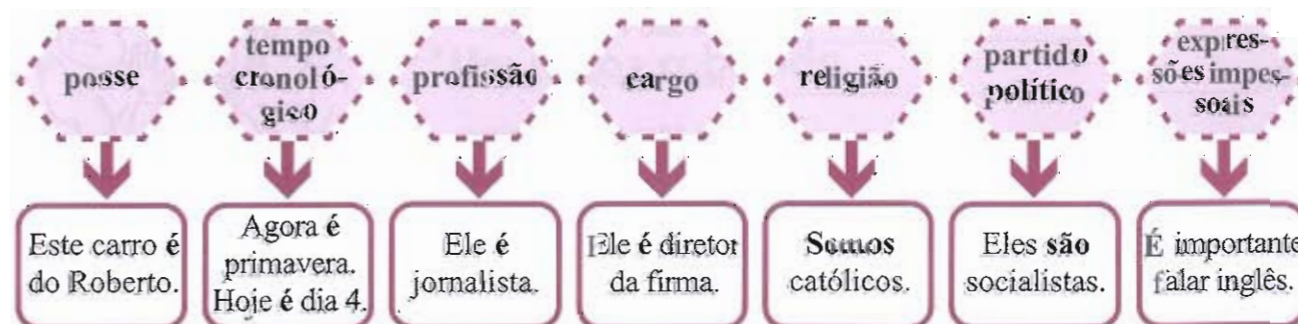 posse
tempo
cronoló-
gico
profissão
cargo
religião
partido
político
expres-
sões impes-
soais
Este carro é
do Roberto.
Agora é
primavera.
Hoje é dia 4.
Ele é
jornalista.
Ele é diretor
da firma.
Somos
católicos.
Eles são
socialistas.
É importante
falar inglês.